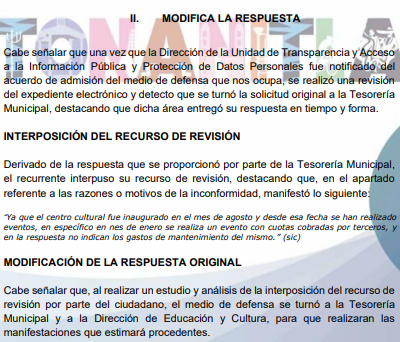 TONANITLA
II. MODIFICA LA RESPUESTA
Cabe señalar que una vez que la Dirección de la Unidad de Transparencia y Acceso
a la Información Pública y Protección de Datos Personales fue notificado del
acuerdo de admisión del medio de defensa que nos ocupa, se realizó una revisión
del expediente electrónico y detecto que se turnó la solicitud original a la Tesorería
Municipal, destacando que dicha área entregó su respuesta en tiempo y forma.
INTERPOSICIÓN DEL RECURSO DE REVISIÓN
Derivado de la respuesta que se proporcionó por parte de la Tesorería Municipal,
el recurrente interpuso su recurso de revisión, destacando que, en el apartado
referente a las razones o motivos de la inconformidad, manifestó lo siguiente:
“Ya que el centro cultural fue inaugurado en el mes de agosto y desde esa fecha se han realizado
eventos, en específico en nes de enero se realiza un evento con cuotas cobradas por terceros, y
en la respuesta no indican los gastos de mantenimiento del mismo.” (sic)
MODIFICACIÓN DE LA RESPUESTA ORIGINAL
Cabe señalar que, al realizar un estudio y análisis de la interposición del recurso de
revisión por parte del ciudadano, el medio de defensa se turnó a la Tesorería
Municipal y a la Dirección de Educación y Cultura, para que realizaran las
manifestaciones que estimará procedentes.